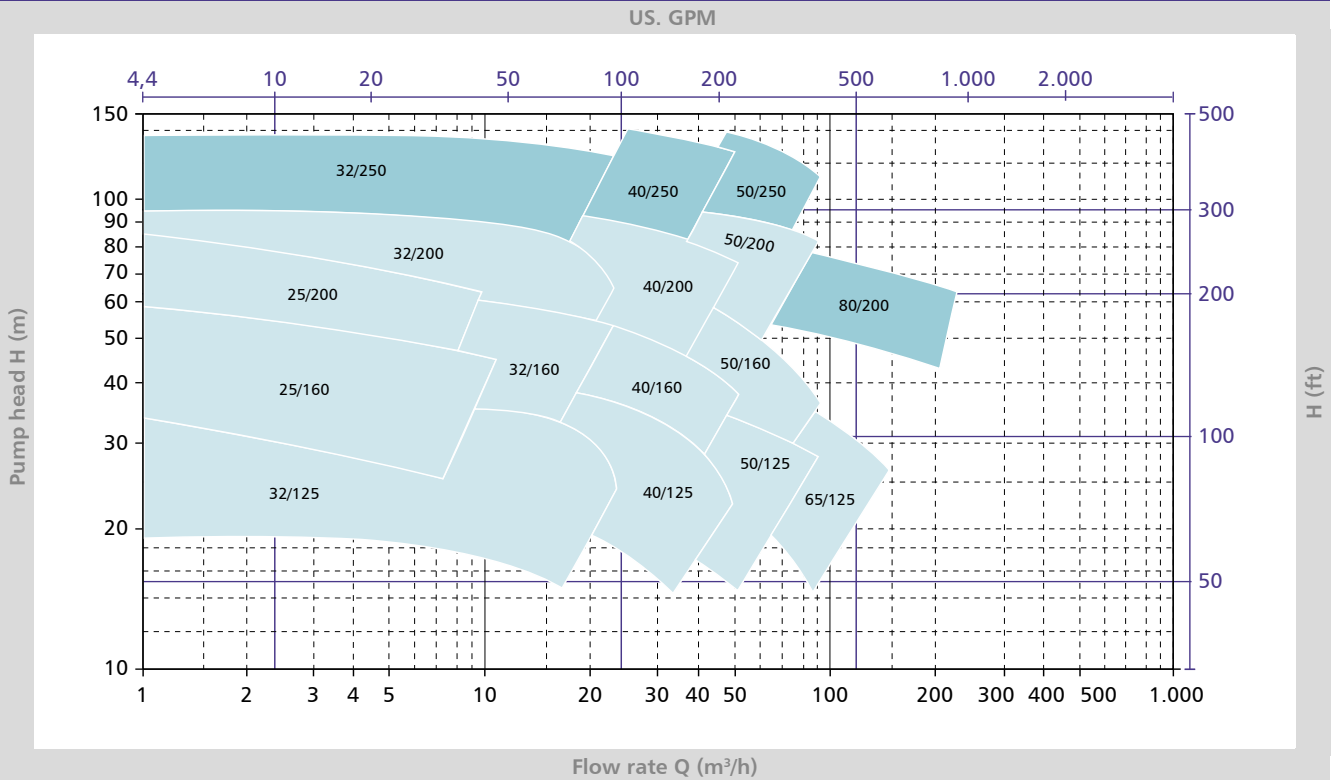 US. GPM
4,4 10 20 50 100 200 500 1.000 2.000
150 500
32/250
40/250 50/250
100
90 300
80 32/200 50/200
70
25/200 40/200 200
60 80/200
50
50/160
40 32/160
25/160 40/160
30 100
50/125
32/125 40/125 65/125
20
50
10
1 2 3 4 5 10 20 30 40 50 100 200 300 400 500 1.000
Pump head H (m)
H (ft)
Flow rate Q (m³/h)